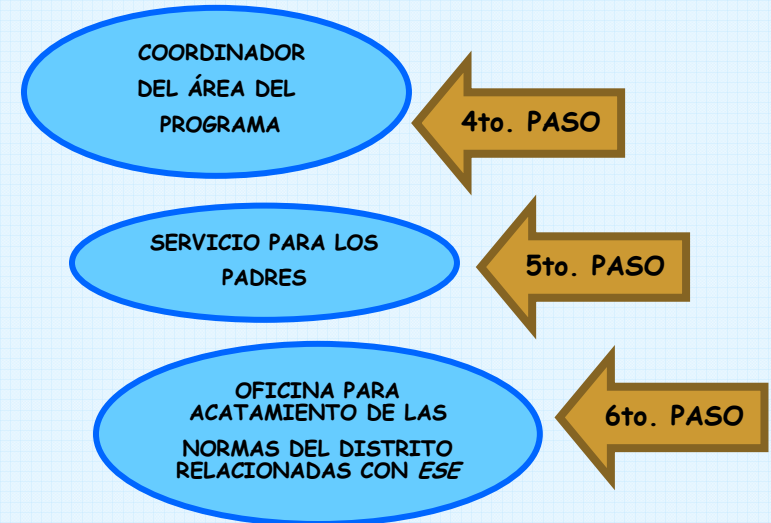 COORDINADOR
DEL ÁREA DEL
PROGRAMA
4to. PASO
SERVICIO PARA LOS
PADRES
5to. PASO
OFICINA PARA
ACATAMIENTO DE LAS
NORMAS DEL DISTRITO
RELACIONADAS CON ESE
6to. PASO